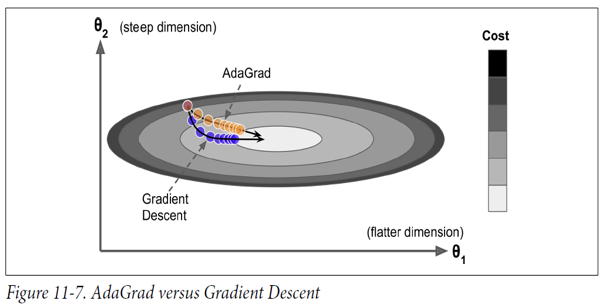 θ2 (steep dimension)
Cost
AdaGrad
Gradient
Descent
(flatter dimension)
θ1
Figure 11-7. AdaGrad versus Gradient Descent